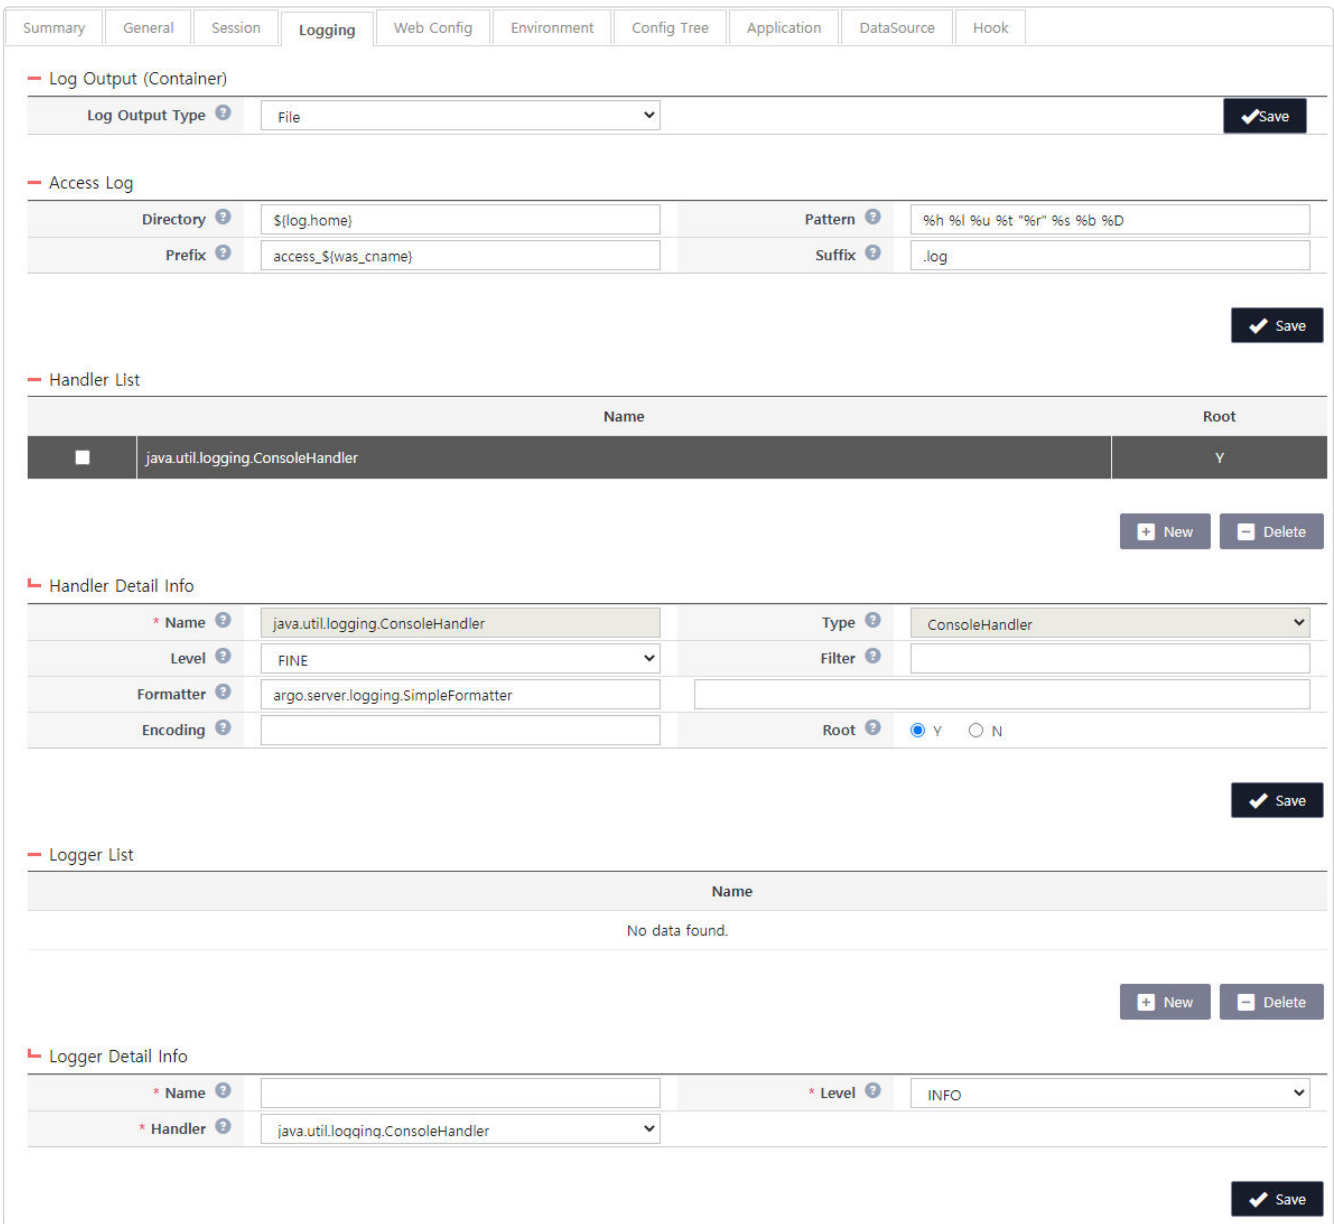 Summary General Session Logging Web Config Environment Config Tree Application DataSource Hook
Log Output (Container)
Log Output Type File Save
Access Log
Directory ${log.home} Pattern %h %l %u %t "%r" %s %b %D
Prefix access_${was_cname} Suffix .log
Save
Handler List
Name Root
java.util.logging.ConsoleHandler Y
New Delete
Handler Detail Info
* Name java.util.logging.ConsoleHandler Type ConsoleHandler
Level FINE Filter
Formatter argo.server.logging.SimpleFormatter
Encoding Root Y N
Save
Logger List
Name
No data found.
New Delete
Logger Detail Info
* Name * Level INFO
* Handler java.util.logging.ConsoleHandler
Save